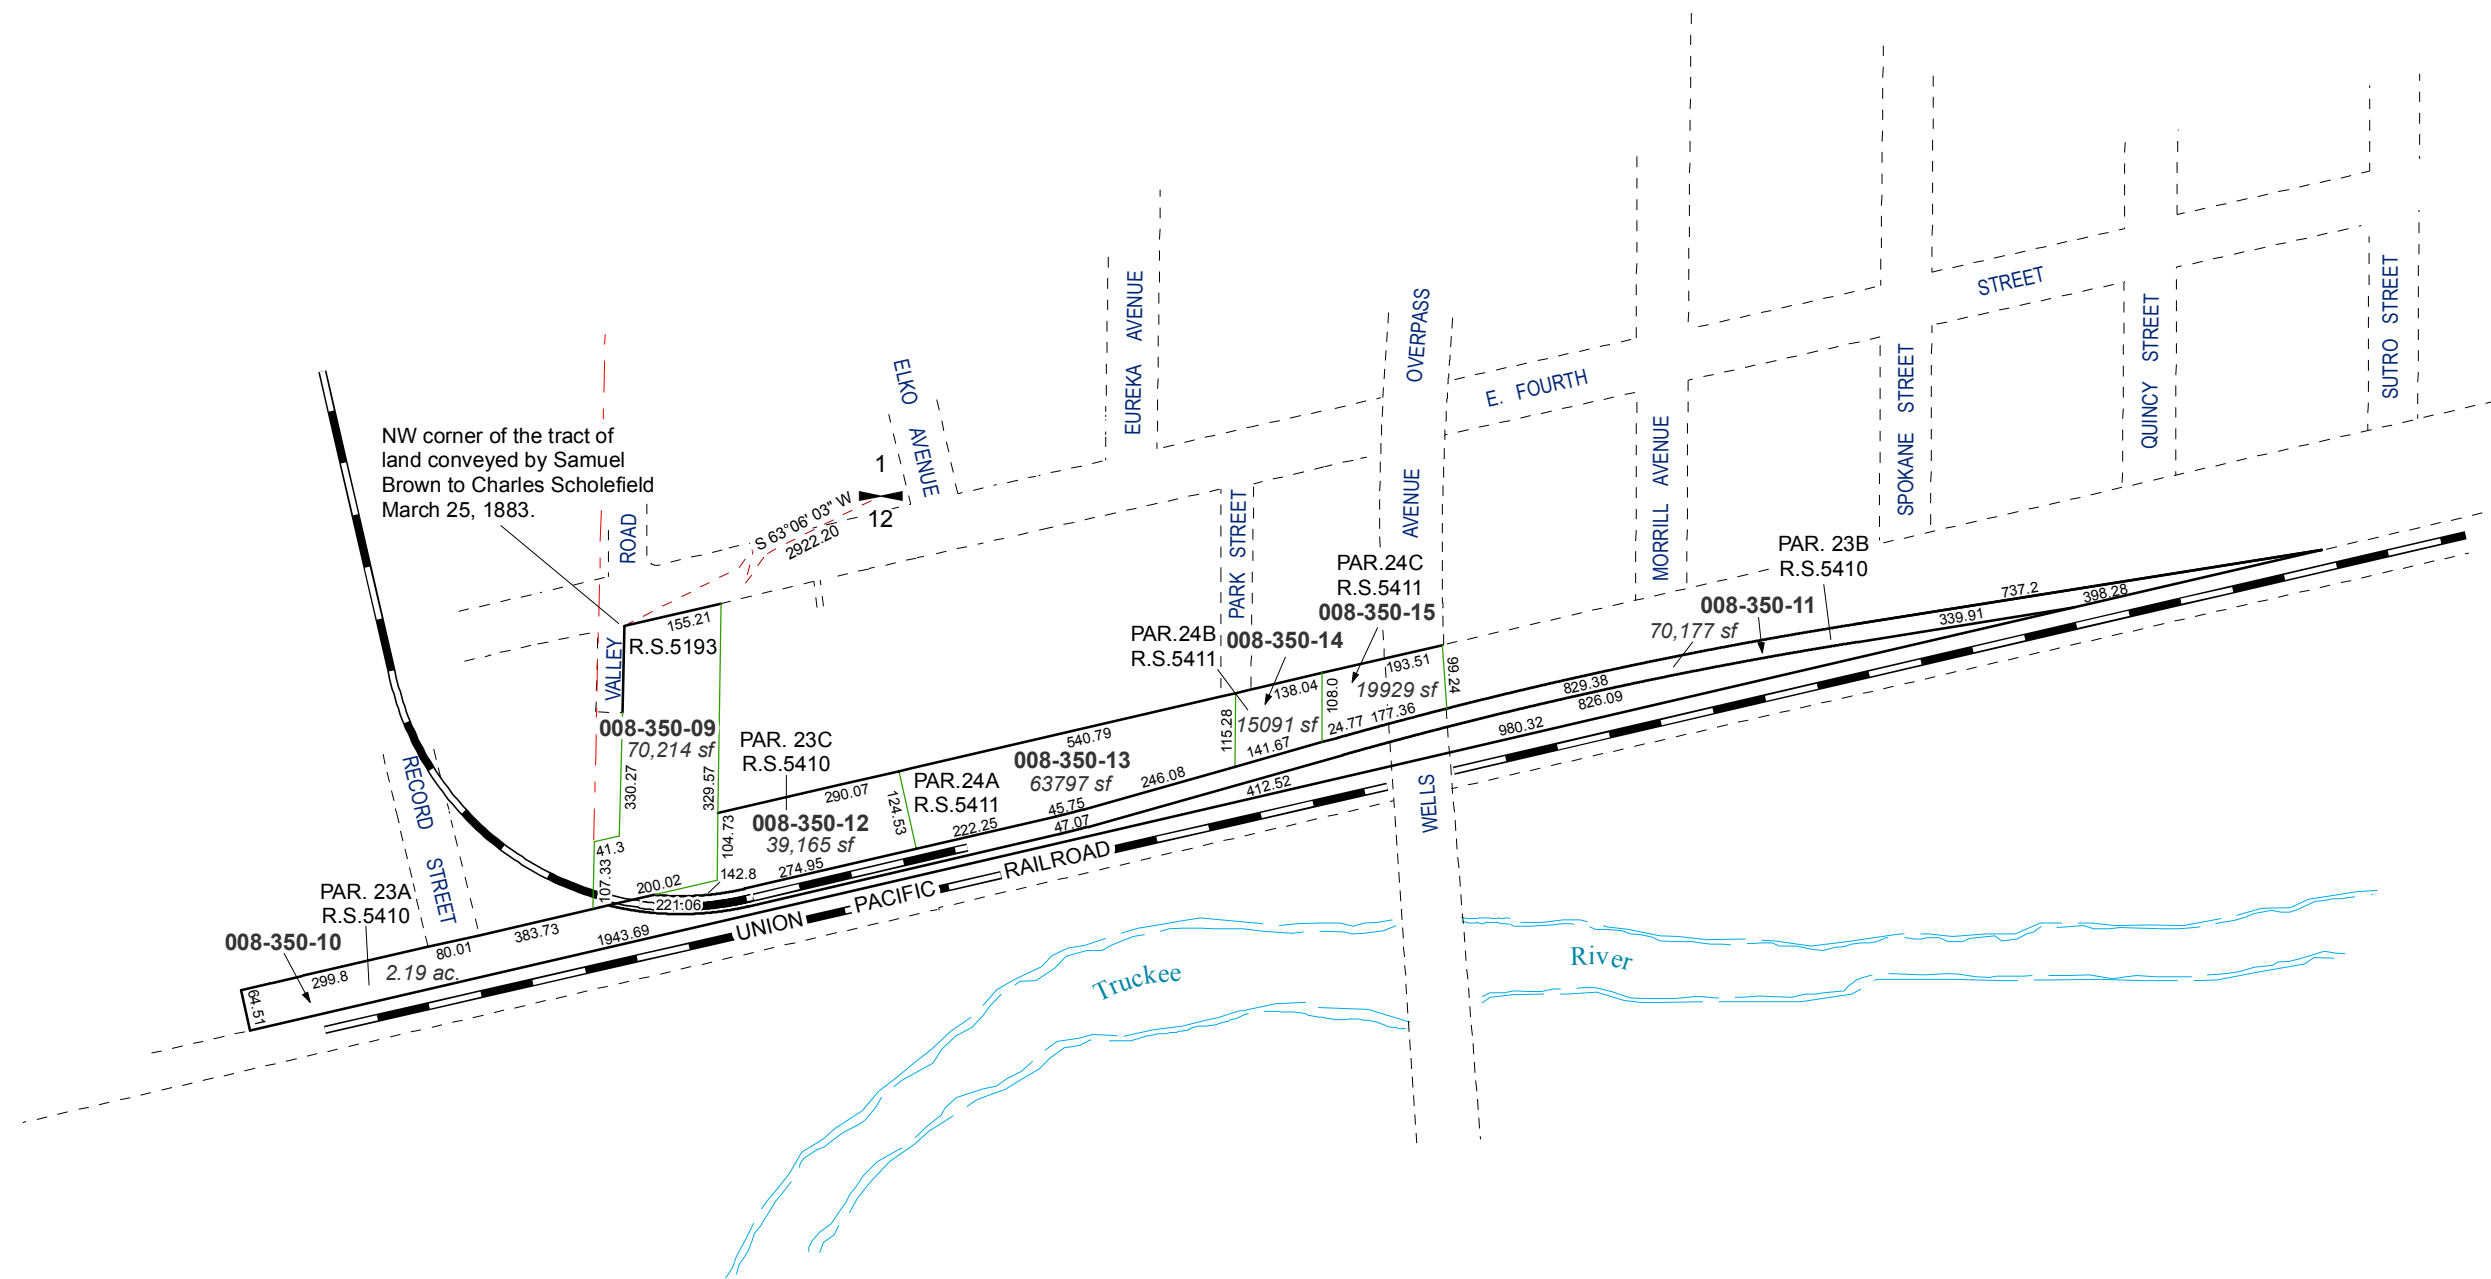 NW corner of the tract of
land conveyed by Samuel
Brown to Charles Scholefield
March 25, 1883.
ROAD
VALLEY
ELKO AVENUE
1
12
S 63°06' 03" W
2922.20
EUREKA AVENUE
OVERPASS
AVENUE
WELLS
E. FOURTH
STREET
MORRILL AVENUE
SPOKANE STREET
QUINCY STREET
SUTRO STREET
PARK STREET
RECORD STREET
155.21
R.S.5193
008-350-09
70,214 sf
330.27
329.57
41.3
107.33
200.02
142.8
221.06
PAR. 23C
R.S.5410
290.07
008-350-12
39,165 sf
104.73
124.53
274.95
PAR.24A
R.S.5411
540.79
008-350-13
63797 sf
222.25
45.75
47.07
246.08
115.28
PAR.24B
R.S.5411
008-350-14
138.04
15091 sf
141.67
108.0
PAR.24C
R.S.5411
008-350-15
193.51
19929 sf
24.77
177.36
99.24
412.52
PAR. 23B
R.S.5410
008-350-11
70,177 sf
737.2
398.28
339.91
829.38
826.09
980.32
PAR. 23A
R.S.5410
008-350-10
299.8
80.01
383.73
1943.69
2.19 ac.
64.51
UNION PACIFIC RAILROAD
Truckee River